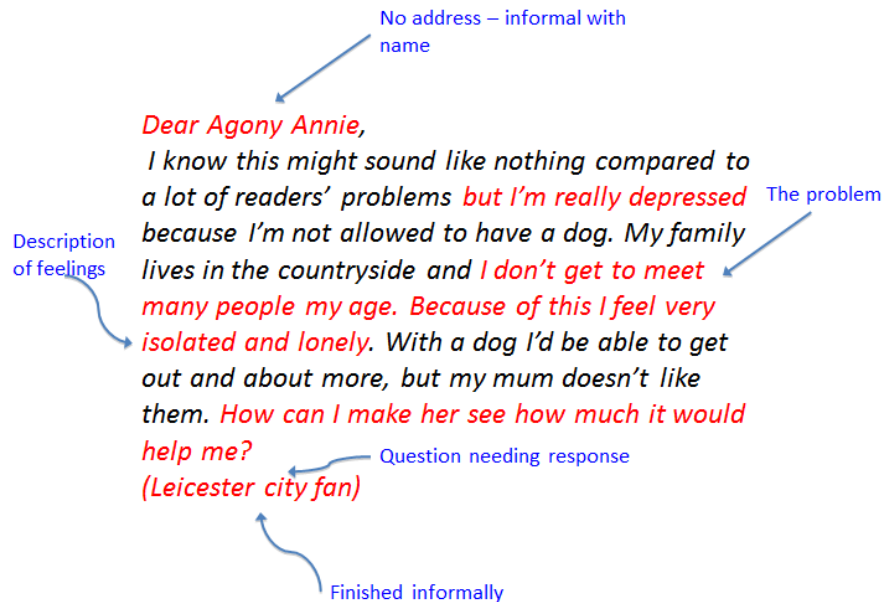 No address – informal with
name
Dear Agony Annie,
I know this might sound like nothing compared to
a lot of readers’ problems but I’m really depressed
The problem
because I’m not allowed to have a dog. My family
Description
of feelings
lives in the countryside and I don’t get to meet
many people my age. Because of this I feel very
isolated and lonely. With a dog I’d be able to get
out and about more, but my mum doesn’t like
them. How can I make her see how much it would
help me?
Question needing response
(Leicester city fan)
Finished informally